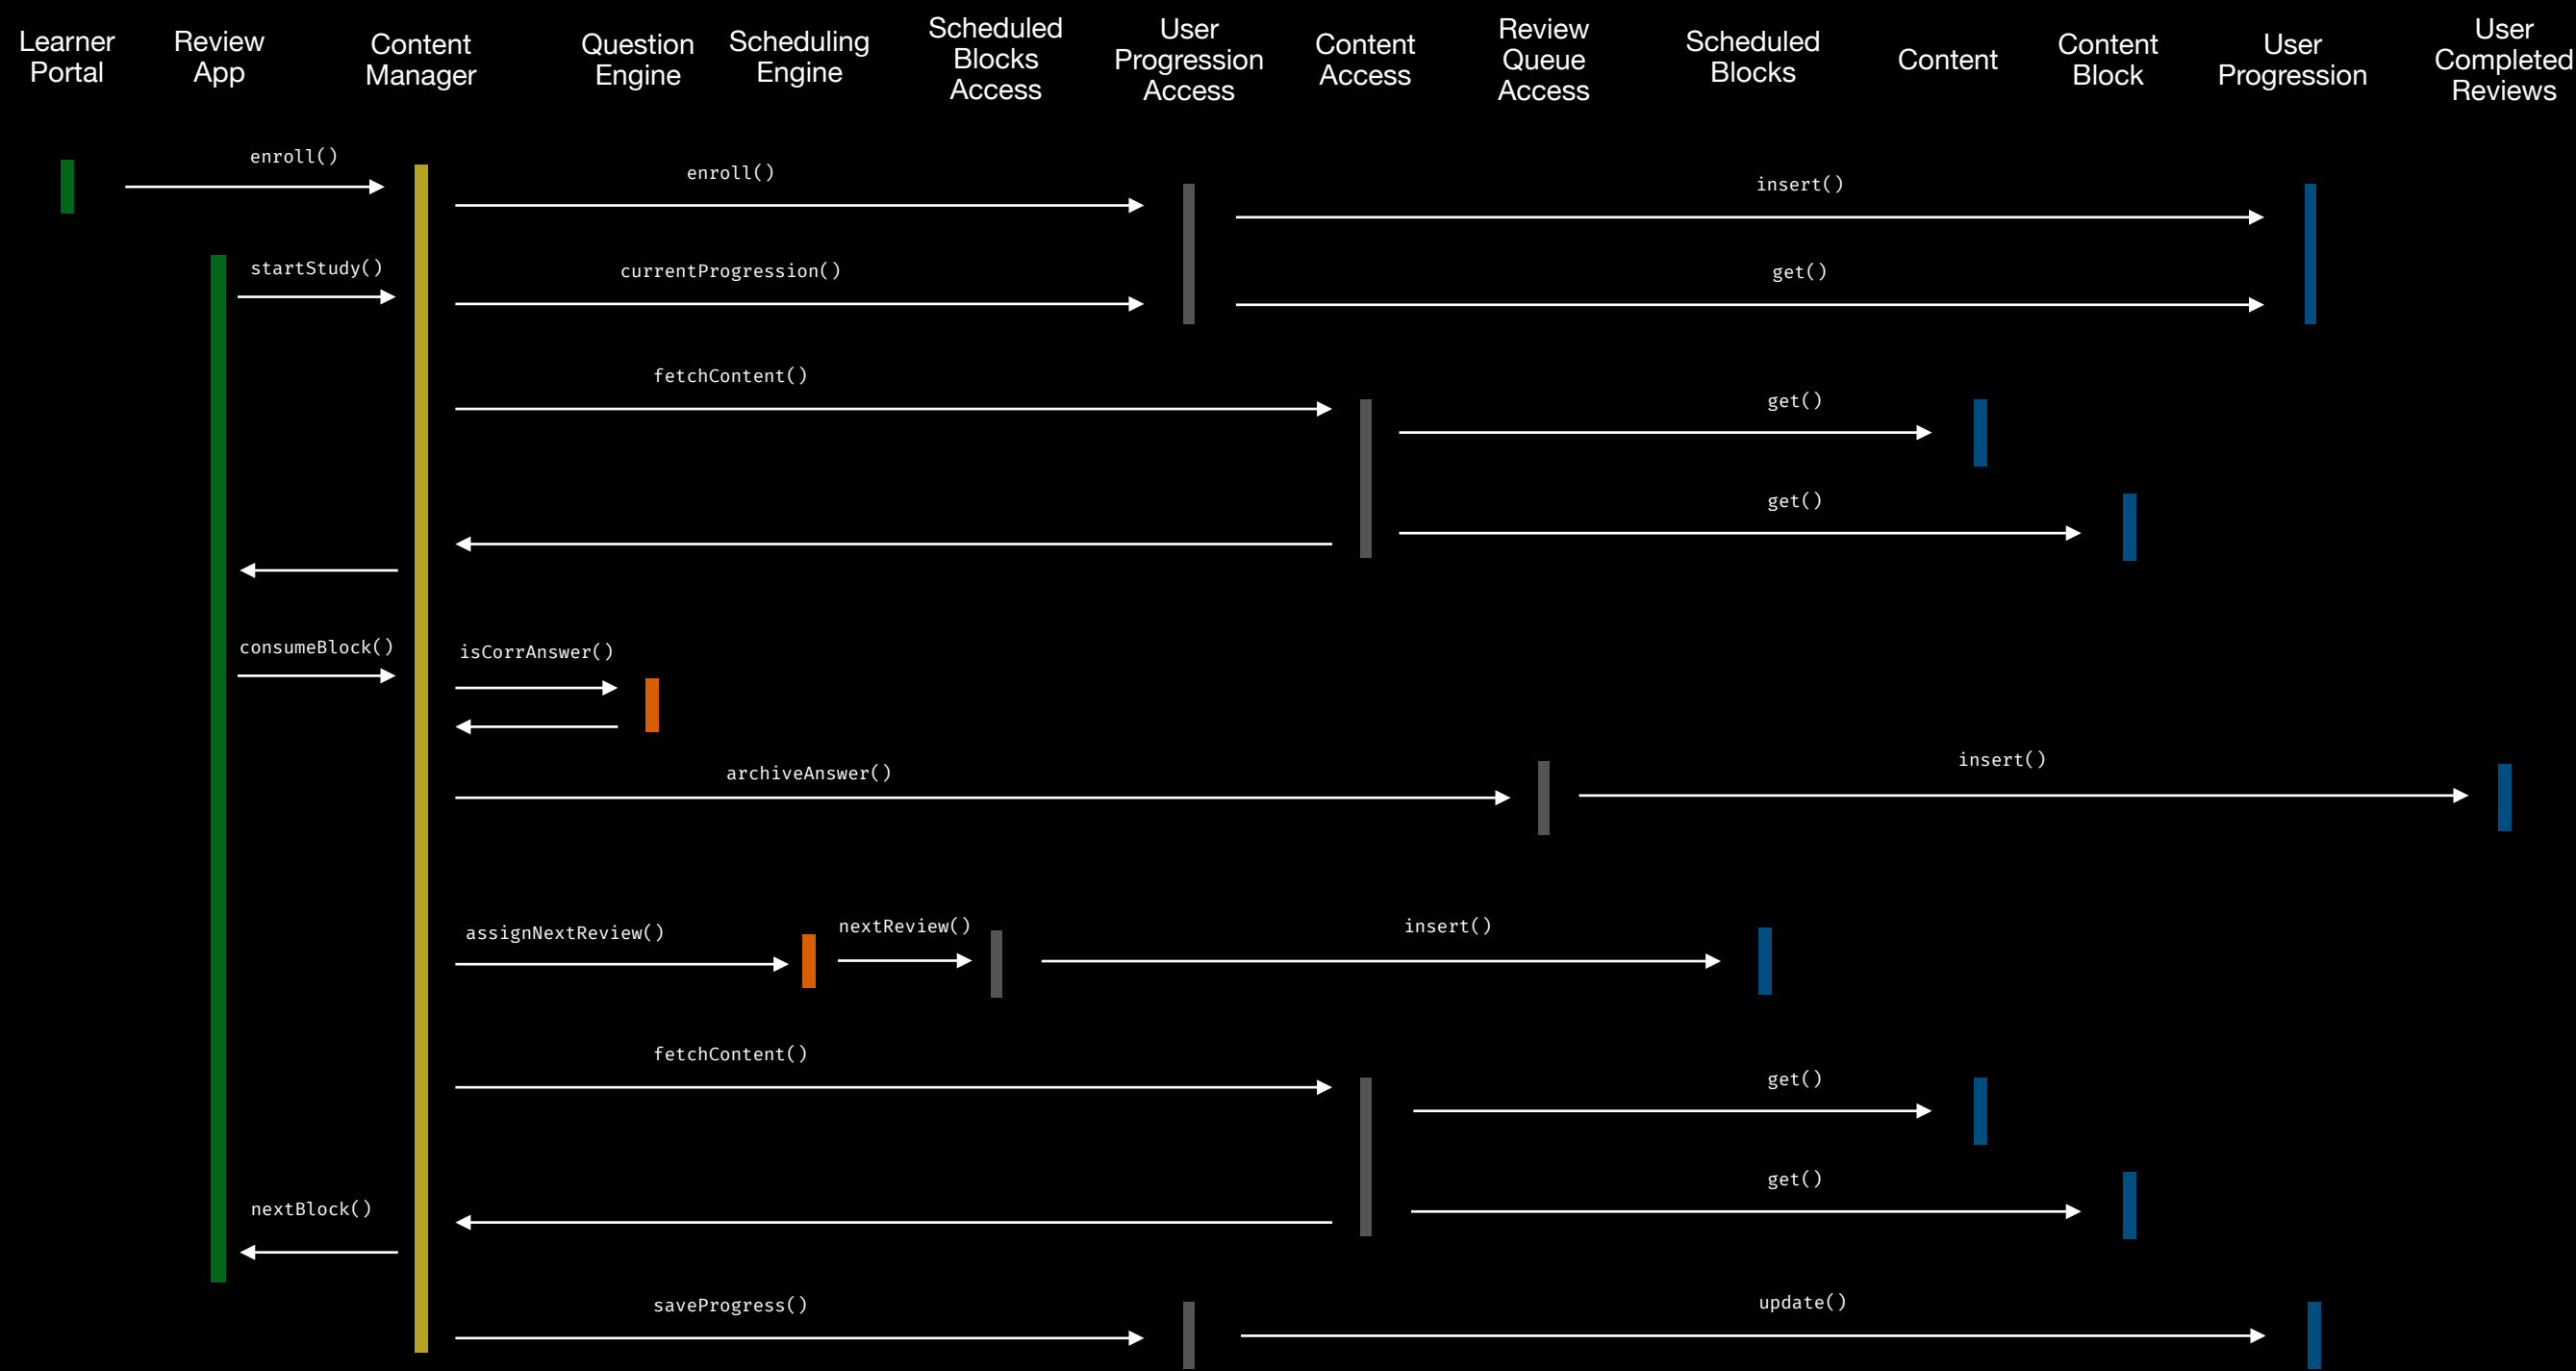 Learner
Portal
Review
App
Content
Manager
Question
Engine
Scheduling
Engine
Scheduled
Blocks
Access
User
Progression
Access
Content
Access
Review
Queue
Access
Scheduled
Blocks
Content
Content
Block
User
Progression
User
Completed
Reviews
enroll()
enroll()
insert()
startStudy()
currentProgression()
get()
fetchContent()
get()
get()
consumeBlock()
isCorrAnswer()
archiveAnswer()
insert()
assignNextReview()
nextReview()
insert()
fetchContent()
get()
get()
nextBlock()
saveProgress()
update()